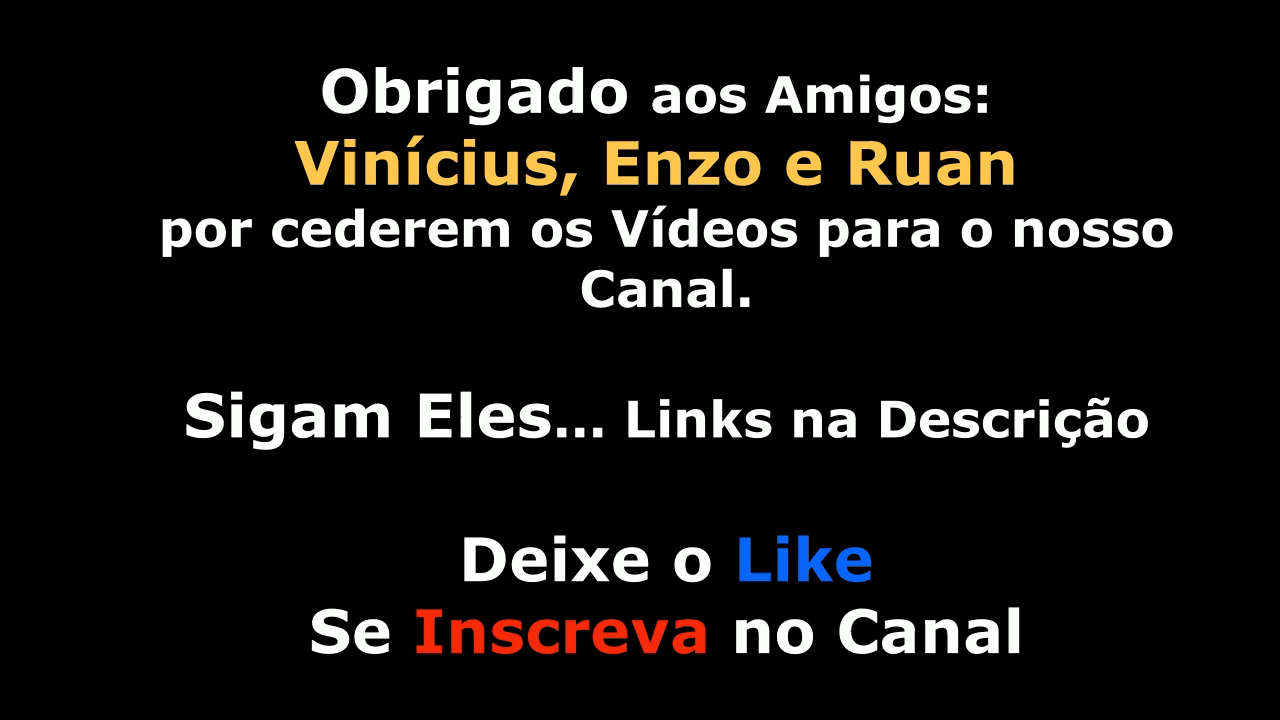 Obrigado aos Amigos:
Vinícius, Enzo e Ruan
por cederem os Vídeos para o nosso
Canal.
Sigam Eles... Links na Descrição
Deixe o Like
Se Inscreva no Canal